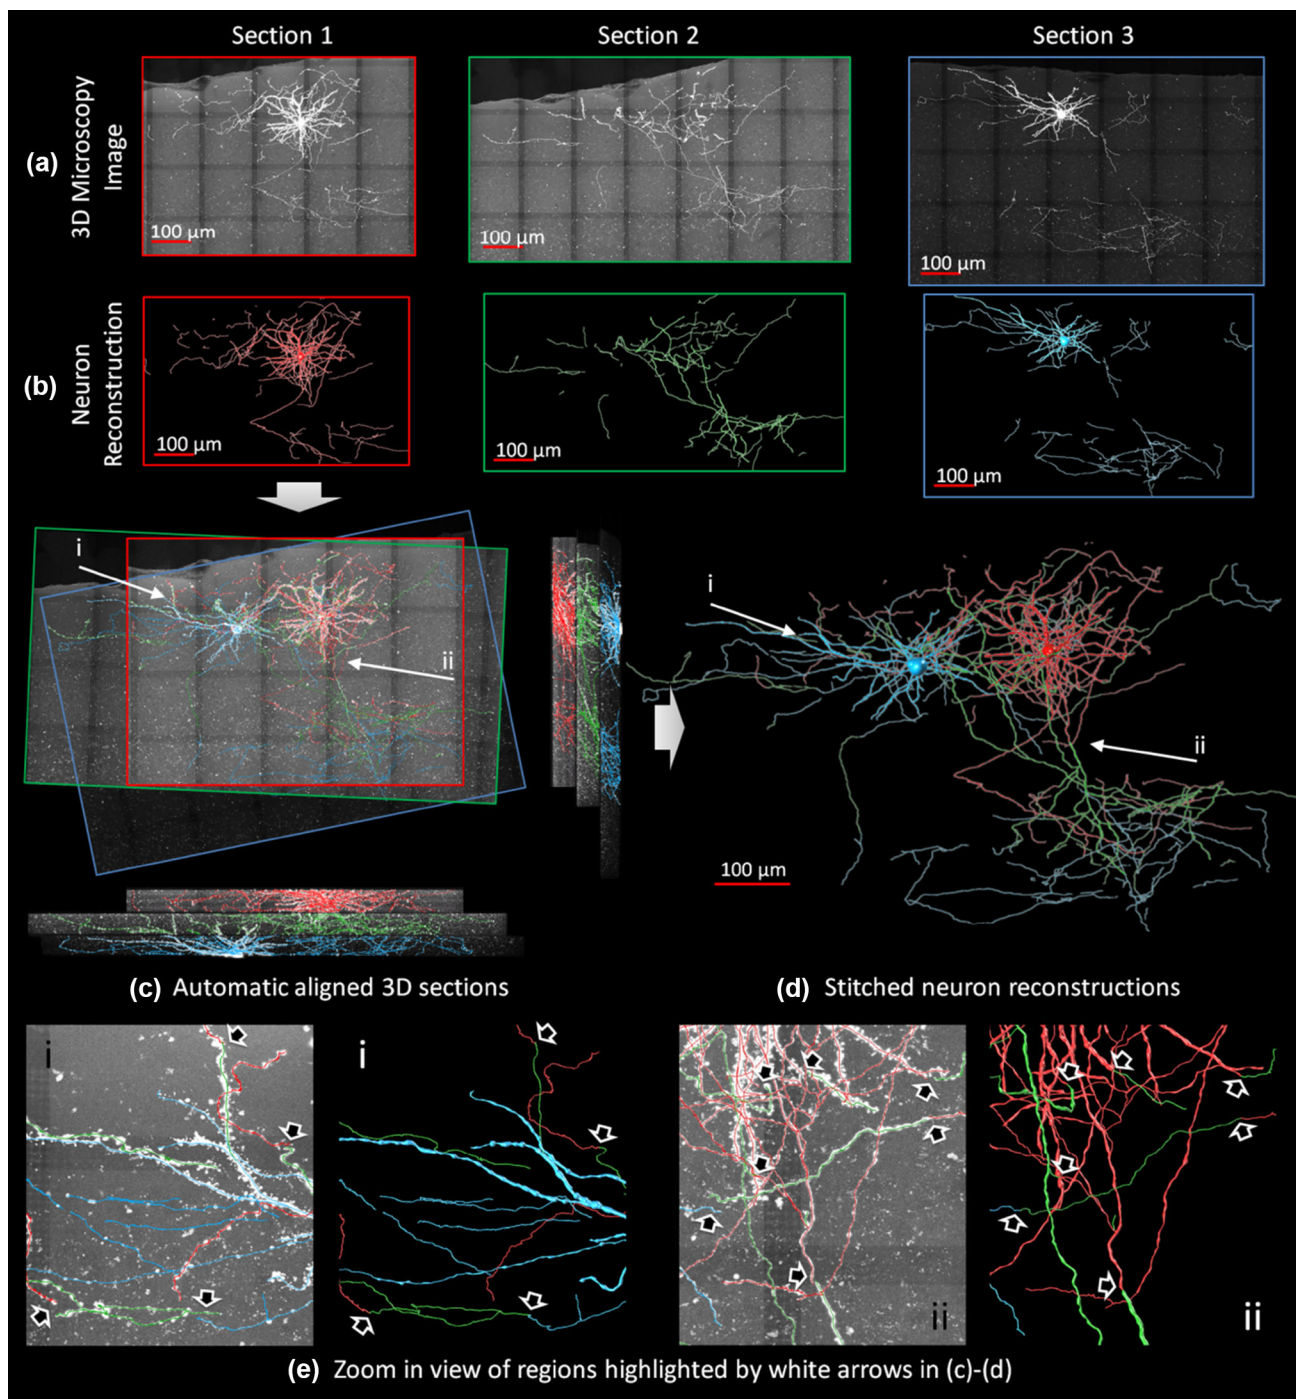 Section 1
Section 2
Section 3
(a)
3D Microscopy
Image
100 µm
100 µm
100 µm
(b)
Neuron
Reconstruction
100 µm
100 µm
100 µm
i
ii
i
ii
100 µm
(c) Automatic aligned 3D sections
(d) Stitched neuron reconstructions
i
i
ii
ii
(e) Zoom in view of regions highlighted by white arrows in (c)-(d)